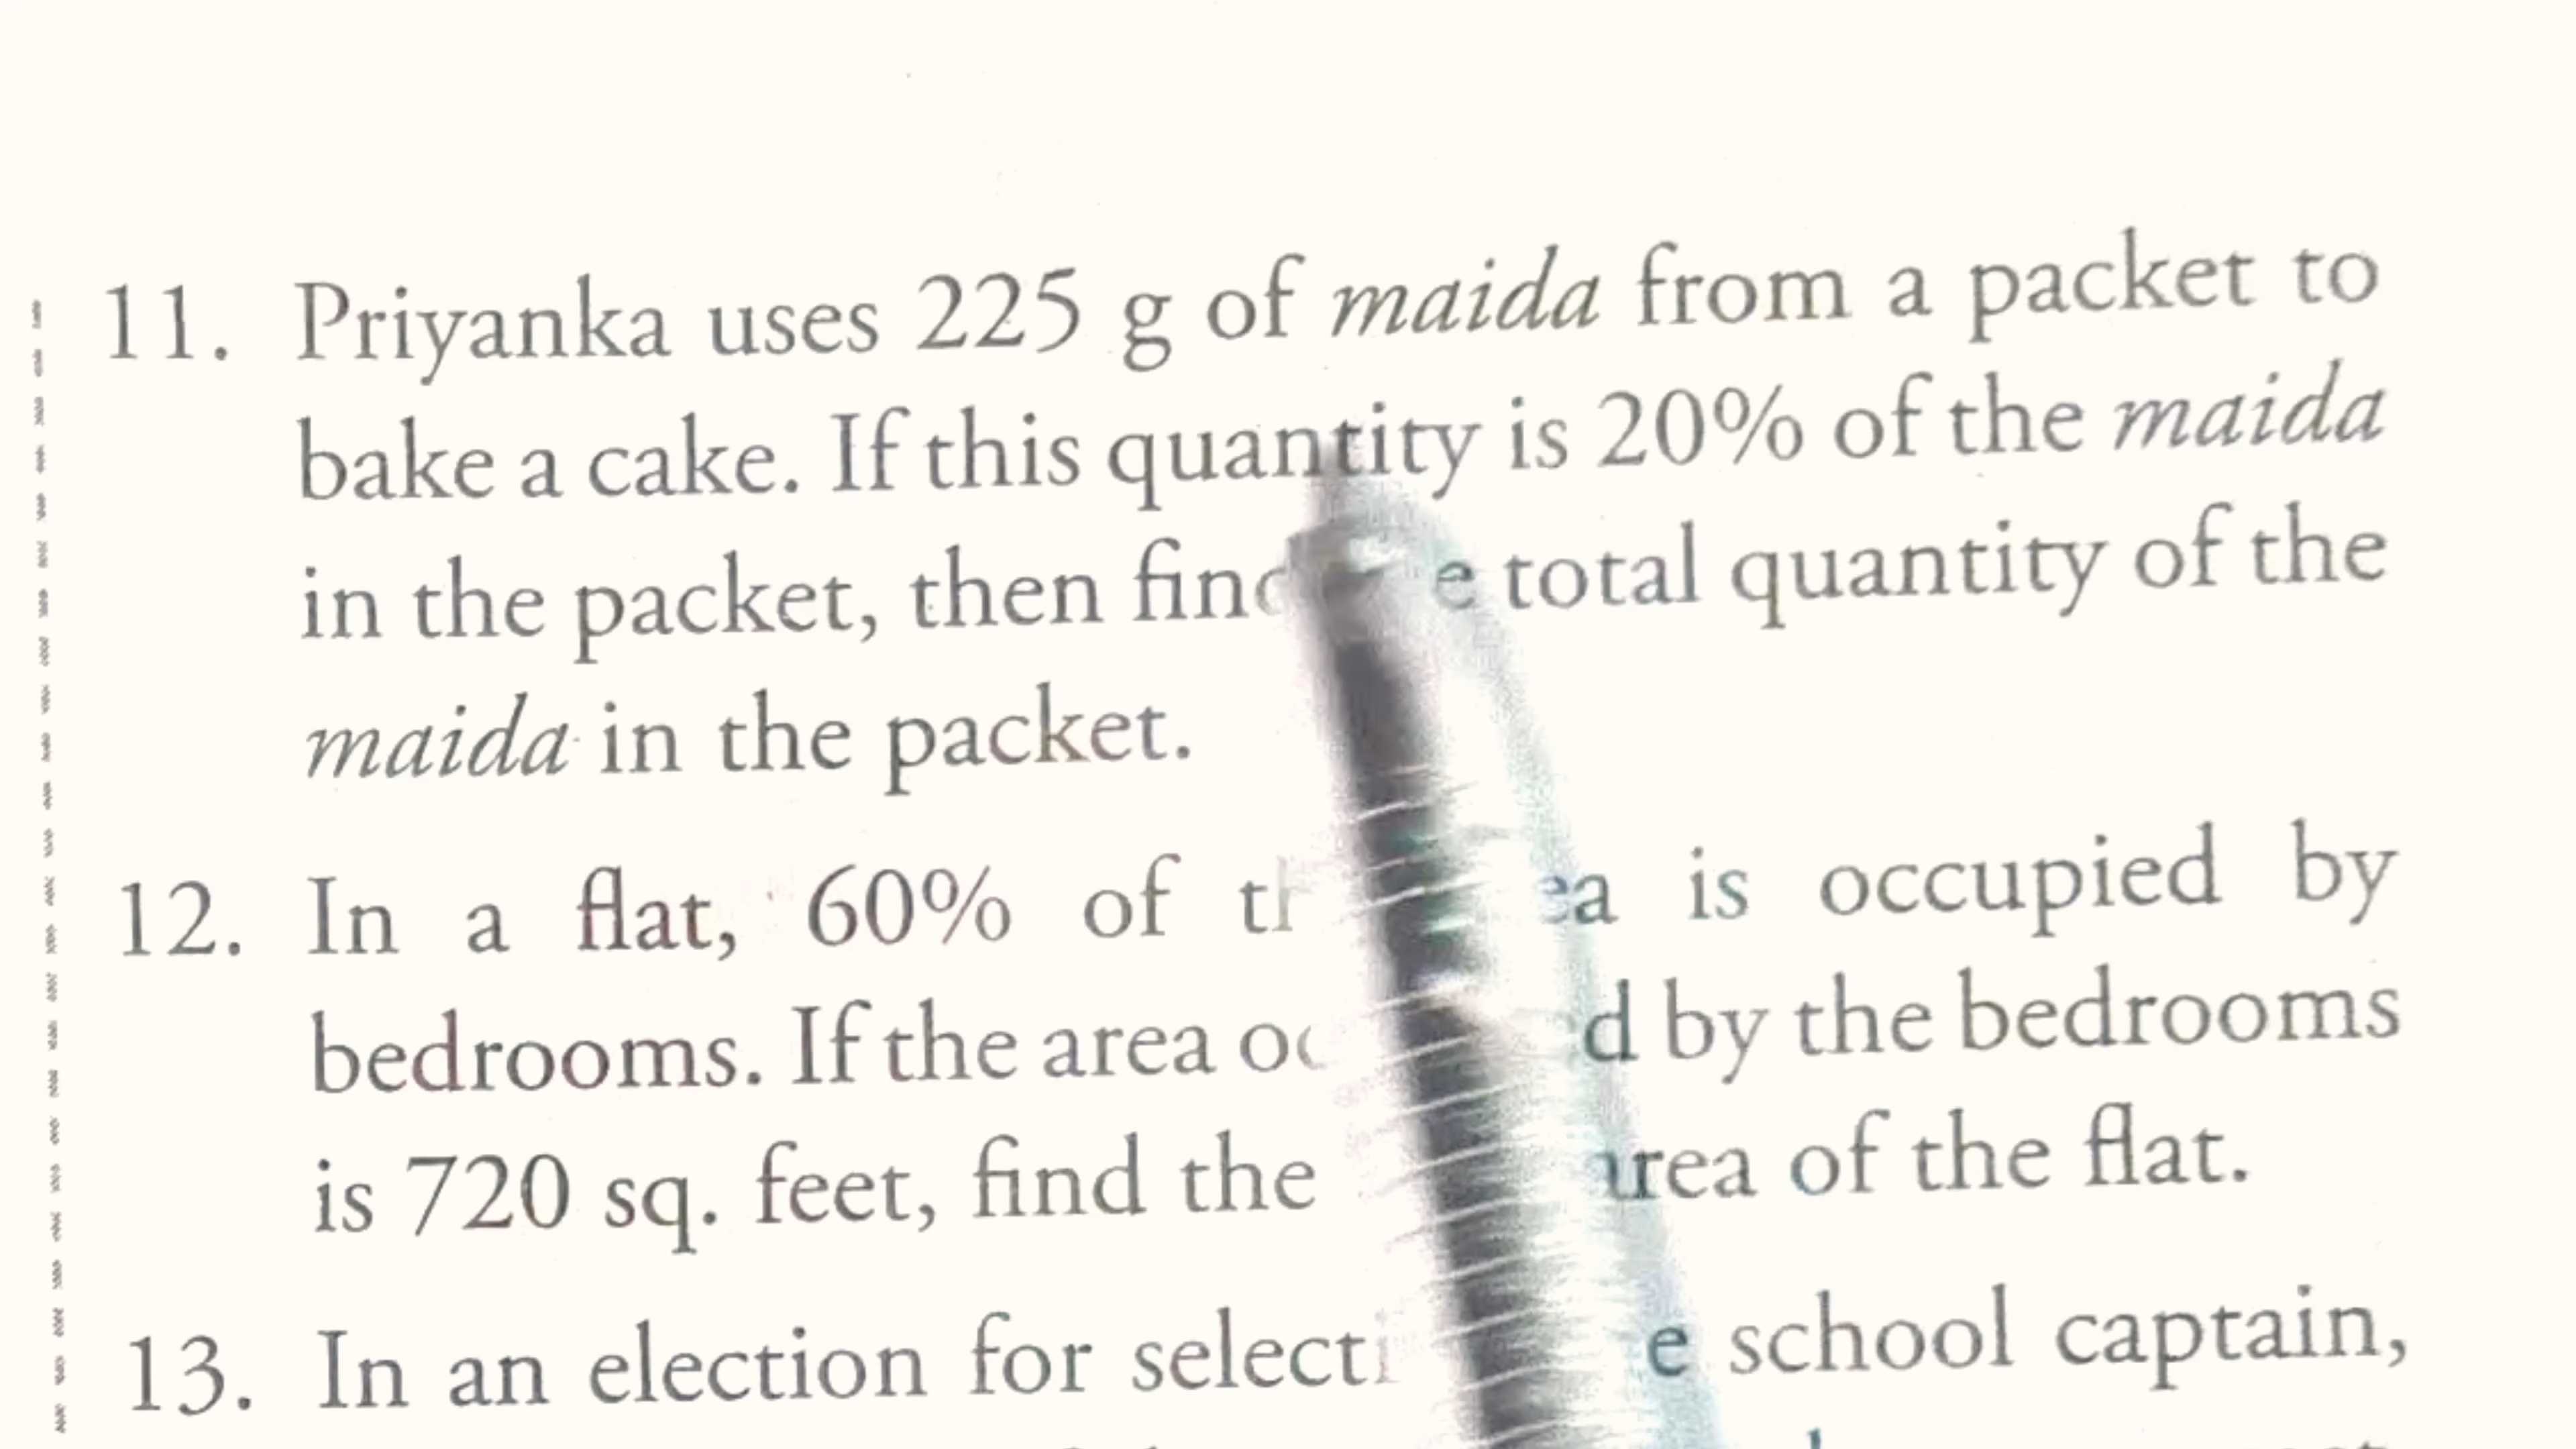 11. Priyanka uses 225 g of maida from a packet to
bake a cake. If this quantity is 20% of the maida
in the packet, then total quantity of the
maida in the packet.
12. In a flat, 60% of is occupied by
bedrooms. If the area by the bedrooms
is 720 sq. feet, find the area of the flat.
13. In an election for school captain,